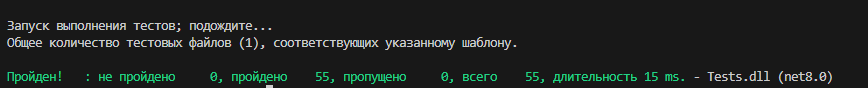 Запуск выполнения тестов; подождите...
Общее количество тестовых файлов (1), соответствующих указанному шаблону.
Пройден!   : не пройдено     0, пройдено    55, пропущено     0, всего    55, длительность 15 ms. - Tests.dll (net8.0)